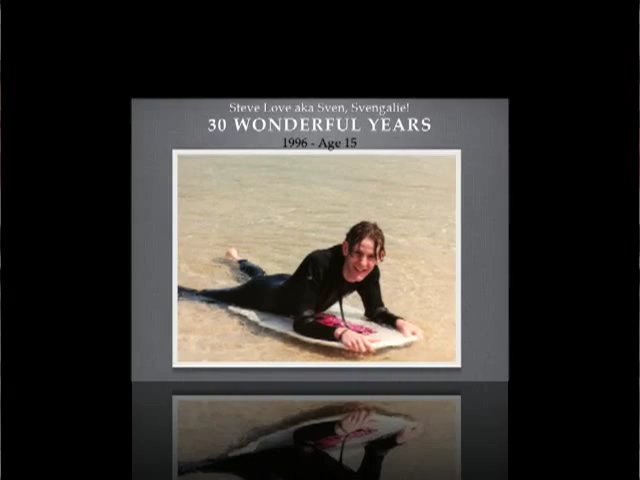 Steve Love aka Sven, Svengalie!
30 WONDERFUL YEARS
1996 - Age 15